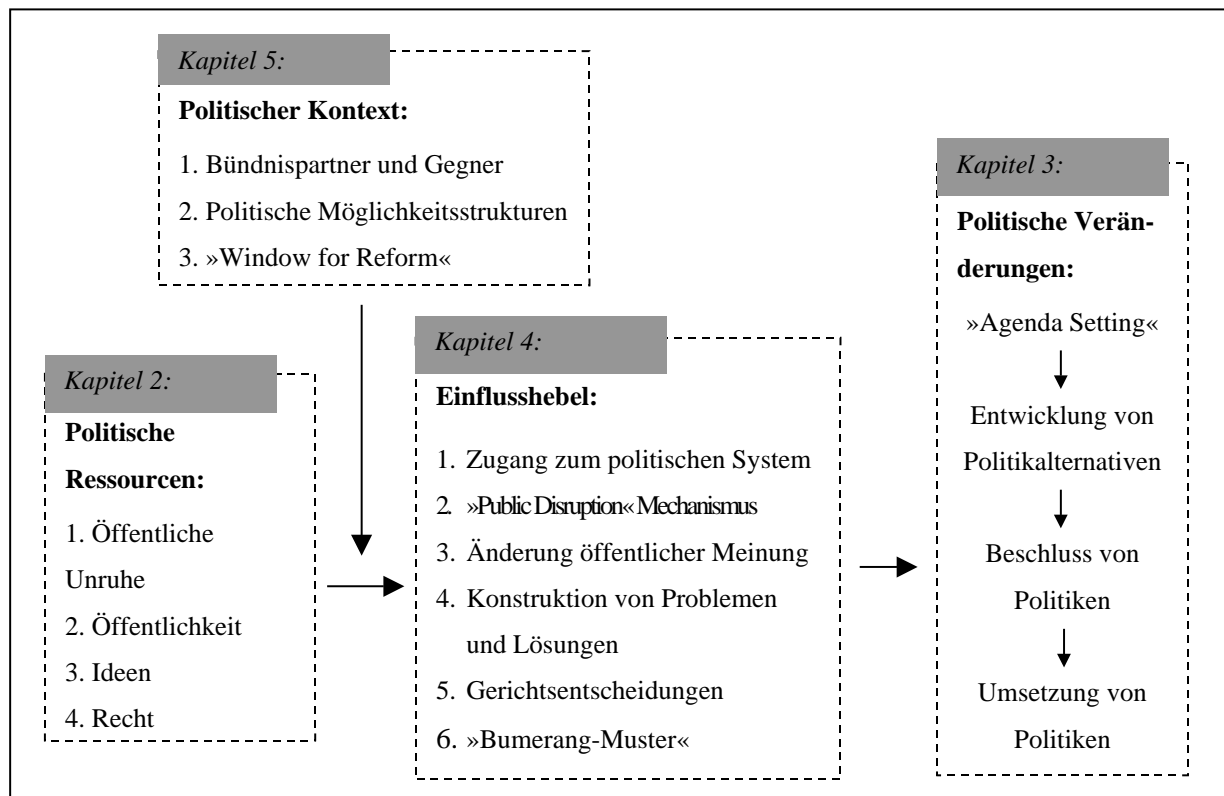 Kapitel 5:
Politischer Kontext:
1. Bündnispartner und Gegner
2. Politische Möglichkeitsstrukturen
3. »Window for Reform«
Kapitel 2:
Politische
Ressourcen:
1. Öffentliche
Unruhe
2. Öffentlichkeit
3. Ideen
4. Recht
Kapitel 4:
Einflusshebel:
1. Zugang zum politischen System
2. »Public Disruption« Mechanismus
3. Änderung öffentlicher Meinung
4. Konstruktion von Problemen
und Lösungen
5. Gerichtsentscheidungen
6. »Bumerang-Muster«
Kapitel 3:
Politische Verän-
derungen:
»Agenda Setting«
Entwicklung von
Politikalternativen
Beschluss von
Politiken
Umsetzung von
Politiken